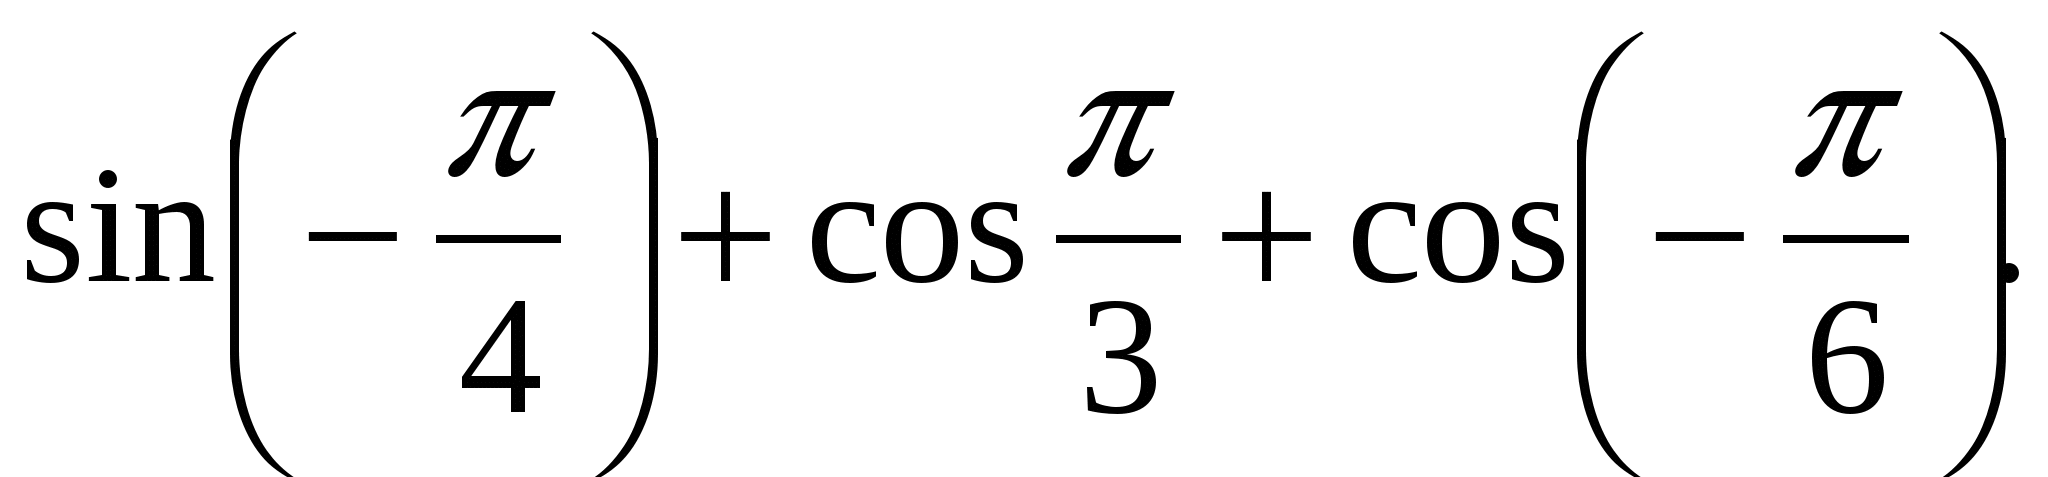 sin(−π/4) + cos π/3 + cos(−π/6).